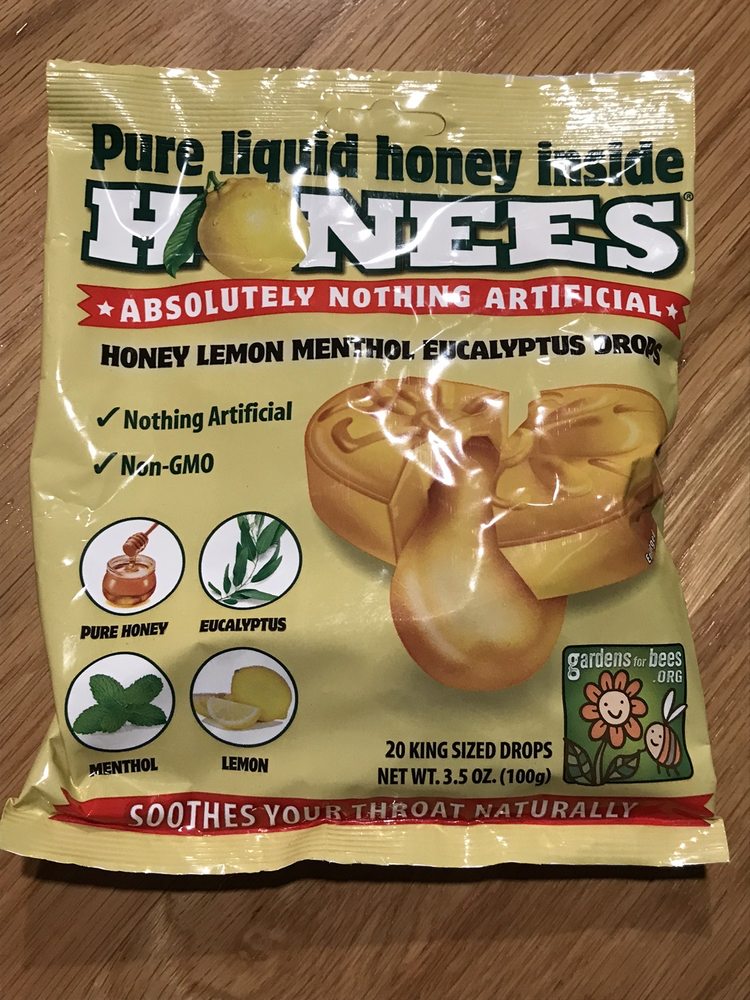 Pure liquid honey inside
HONEES®
★ABSOLUTELY NOTHING ARTIFICIAL★
HONEY LEMON MENTHOL EUCALYPTUS DROPS
✓ Nothing Artificial
✓ Non-GMO
PURE HONEY
EUCALYPTUS
MENTHOL
LEMON
gardens for bees
.ORG
20 KING SIZED DROPS
NET WT. 3.5 OZ. (100g)
SOOTHES YOUR THROAT NATURALLY